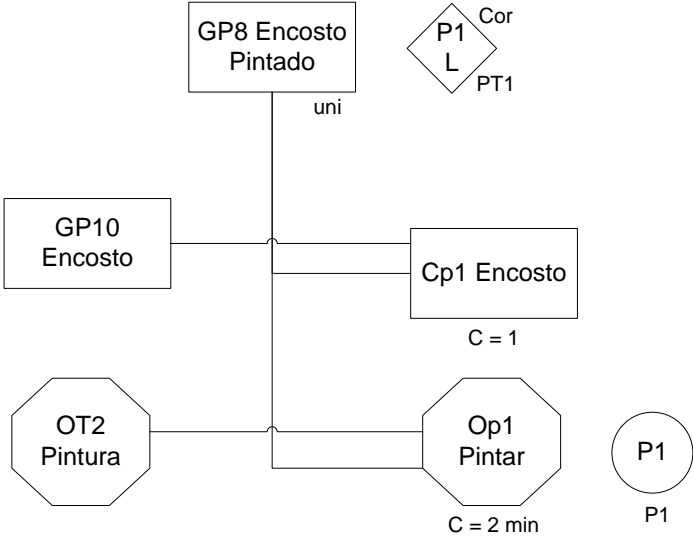 GP8 Encosto
Pintado
uni
Cor
P1
L
PT1
GP10
Encosto
Cp1 Encosto
C = 1
OT2
Pintura
Op1
Pintar
C = 2 min
P1
P1